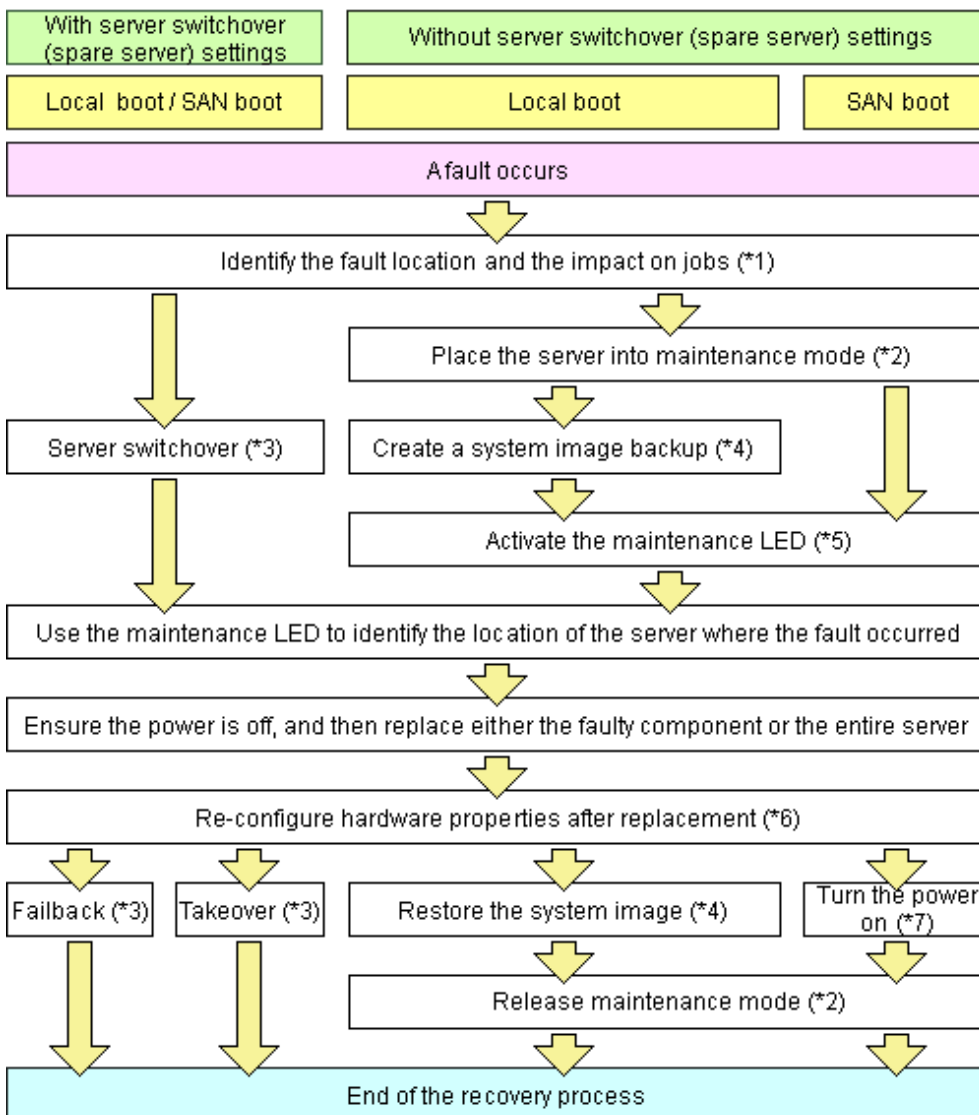 With server switchover
(spare server) settings
Without server switchover (spare server) settings
Local boot / SAN boot
Local boot
SAN boot
A fault occurs
Identify the fault location and the impact on jobs (*1)
Place the server into maintenance mode (*2)
Server switchover (*3)
Create a system image backup (*4)
Activate the maintenance LED (*5)
Use the maintenance LED to identify the location of the server where the fault occurred
Ensure the power is off, and then replace either the faulty component or the entire server
Re-configure hardware properties after replacement (*6)
Failback (*3)
Takeover (*3)
Restore the system image (*4)
Turn the power
on (*7)
Release maintenance mode (*2)
End of the recovery process